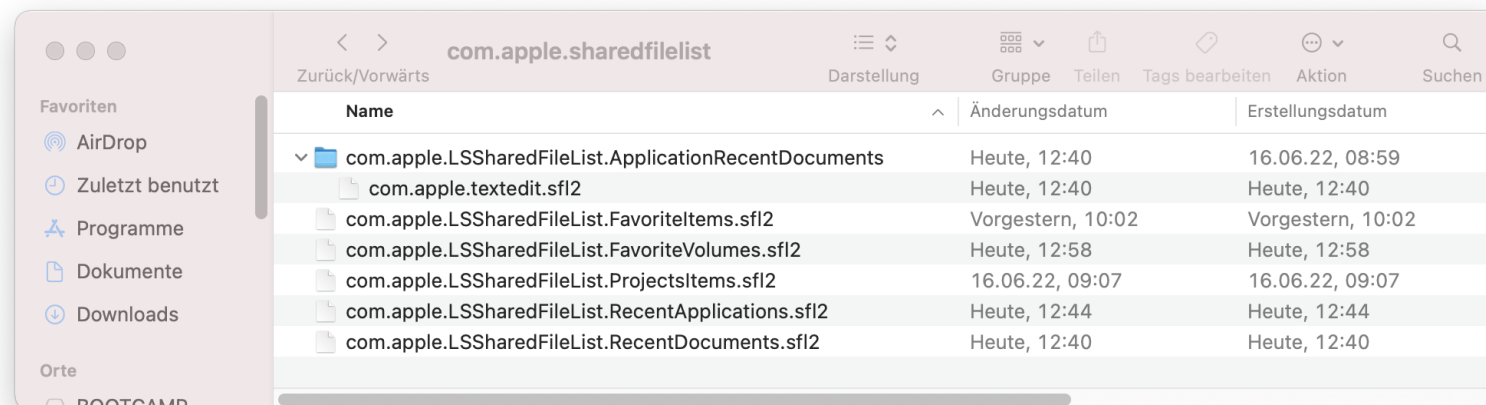 com.apple.sharedfilelist
Zurück/Vorwärts Darstellung Gruppe Teilen Tags bearbeiten Aktion Suchen
Favoriten
AirDrop
Zuletzt benutzt
Programme
Dokumente
Downloads
Orte
BOOTCAMP
Name Änderungsdatum Erstellungsdatum
com.apple.LSSharedFileList.ApplicationRecentDocuments Heute, 12:40 16.06.22, 08:59
com.apple.textedit.sfl2 Heute, 12:40 Heute, 12:40
com.apple.LSSharedFileList.FavoriteItems.sfl2 Vorgestern, 10:02 Vorgestern, 10:02
com.apple.LSSharedFileList.FavoriteVolumes.sfl2 Heute, 12:58 Heute, 12:58
com.apple.LSSharedFileList.ProjectsItems.sfl2 16.06.22, 09:07 16.06.22, 09:07
com.apple.LSSharedFileList.RecentApplications.sfl2 Heute, 12:44 Heute, 12:44
com.apple.LSSharedFileList.RecentDocuments.sfl2 Heute, 12:40 Heute, 12:40